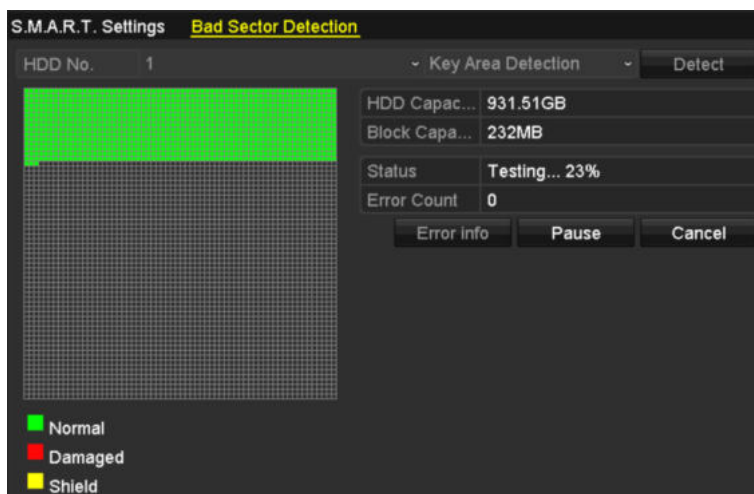 S.M.A.R.T. Settings Bad Sector Detection
HDD No. 1 Key Area Detection Detect
HDD Capac... 931.51GB
Block Capa... 232MB
Status Testing... 23%
Error Count 0
Error info Pause Cancel
Normal
Damaged
Shield